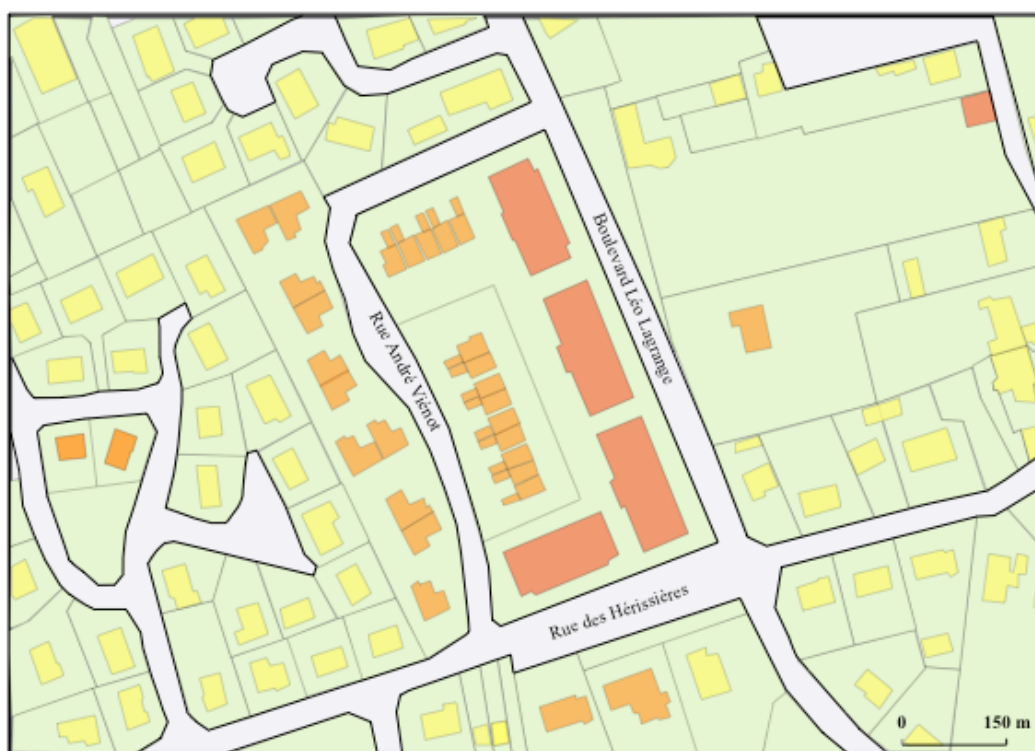 Boulevard Léo Lagrange
Rue André Viénot
Rue des Hérissières
0 150 m